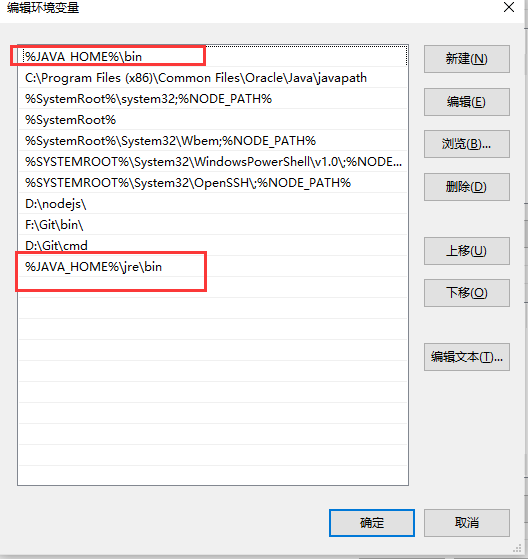 编辑环境变量
%JAVA_HOME%\bin
C:\Program Files (x86)\Common Files\Oracle\Java\javapath
%SystemRoot%\system32;%NODE_PATH%
%SystemRoot%
%SystemRoot%\System32\Wbem;%NODE_PATH%
%SYSTEMROOT%\System32\WindowsPowerShell\v1.0\;%NODE...
%SYSTEMROOT%\System32\OpenSSH\;%NODE_PATH%
D:\nodejs\
F:\Git\bin\
D:\Git\cmd
%JAVA_HOME%\jre\bin
新建(N)
编辑(E)
浏览(B)...
删除(D)
上移(U)
下移(O)
编辑文本(T)...
确定
取消